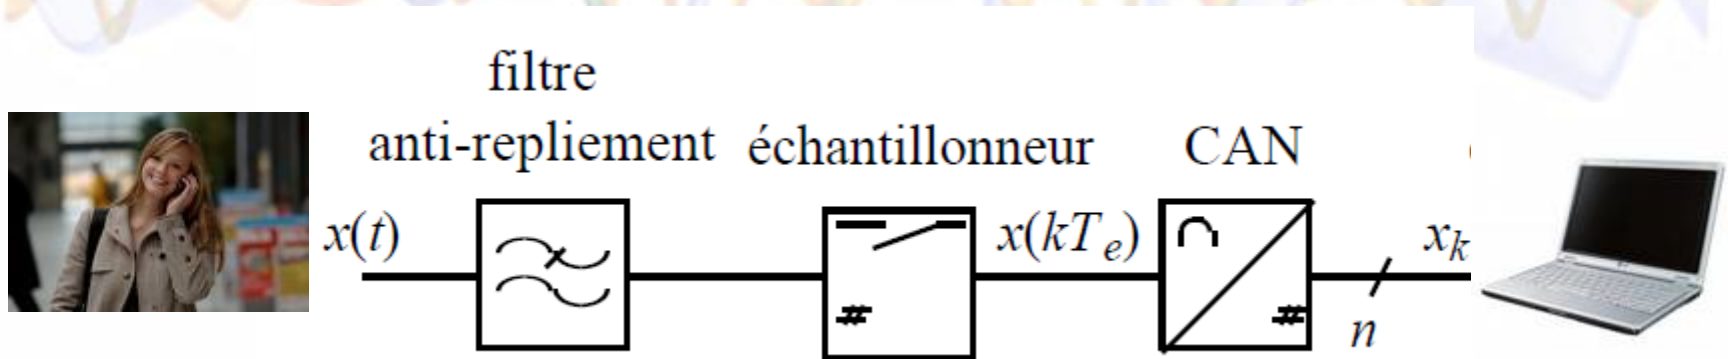 filtre
anti-repliement
échantillonneur
CAN
x(t)
x(kTe)
xk
n